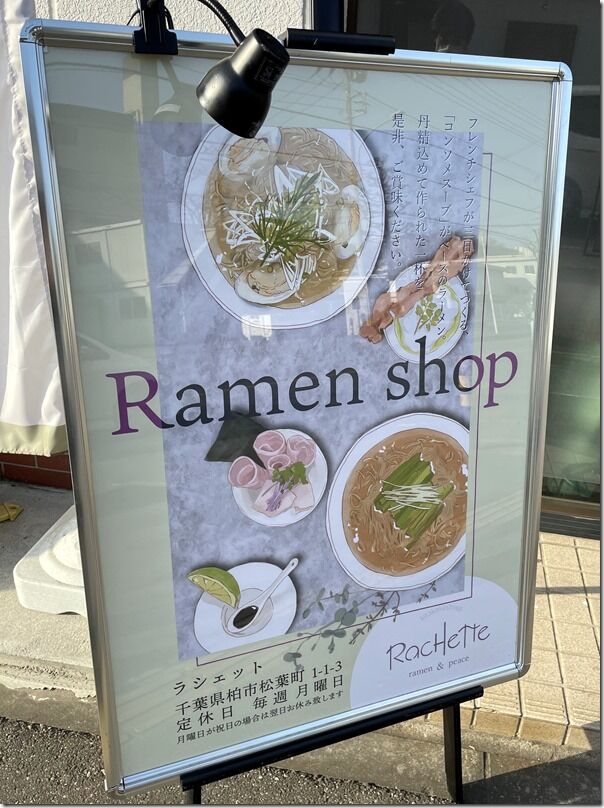 フレンチシェフが三日かけてつくる、
「コンソメスープ」がベースのラーメン。
丹精込めて作られた一杯を
是非、ご賞味ください。
Ramen shop
Rachette
ramen & peace
ラシェット
千葉県柏市松葉町 1-1-3
定休日 毎週 月曜日
月曜日が祝日の場合は翌日お休み致します